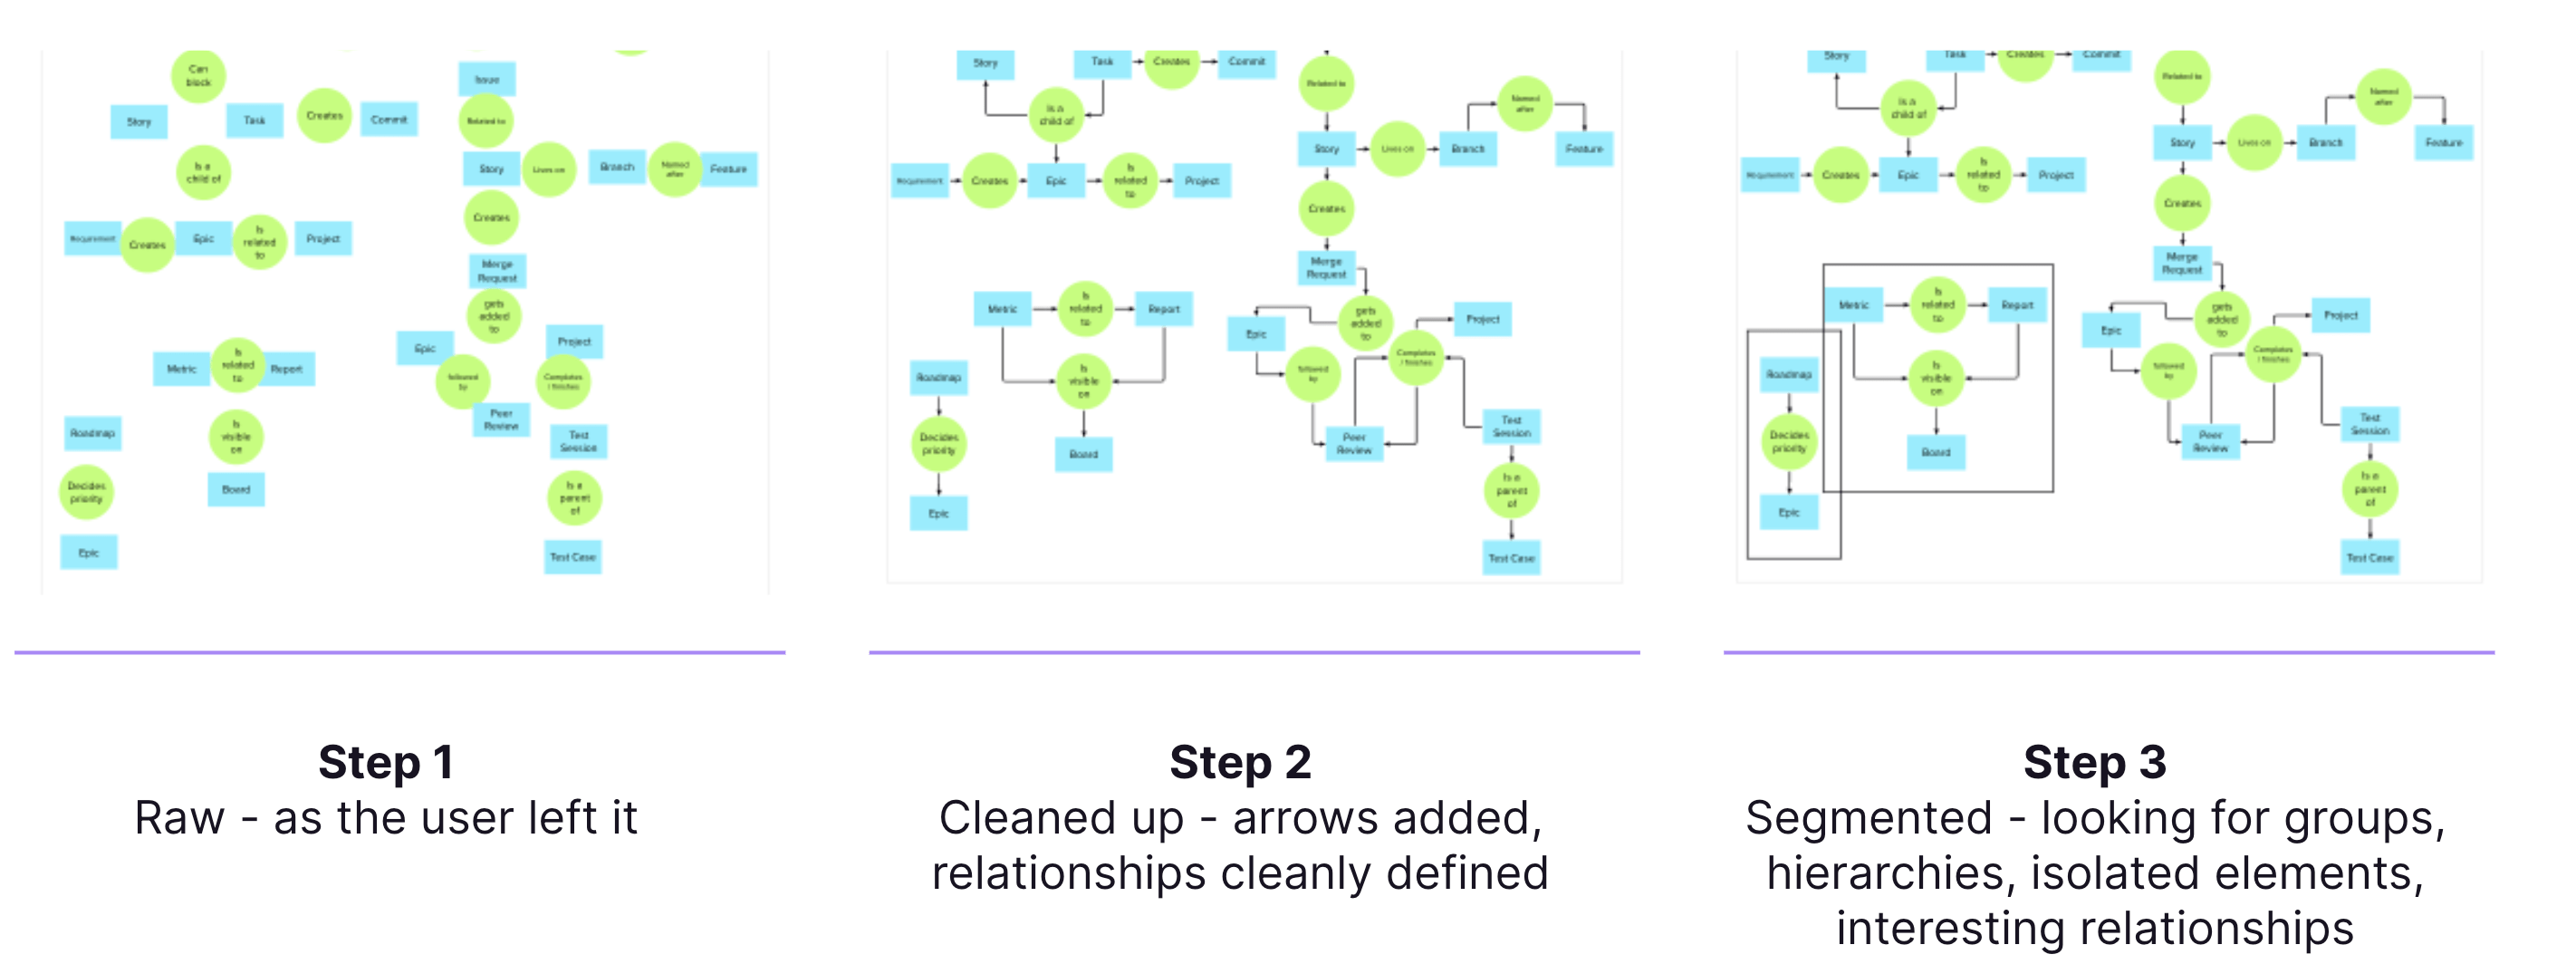 Can
block
Issue
Story
Task
Creates
Commit
Related to
Is a
child of
Story
Lives on
Branch
Named
after
Feature
Creates
Requirement
Creates
Epic
Is
related
to
Project
Merge
Request
gets
added
to
Epic
Project
Metric
Is
related
to
Report
followed
by
Completes
/ finishes
Peer
Review
Roadmap
Is
visible
on
Test
Session
Decides
priority
Board
Is a
parent
of
Epic
Test Case
Story
Task
Creates
Commit
Related to
Is a
child of
Named
after
Story
Lives on
Branch
Feature
Requirement
Creates
Epic
Is
related
to
Project
Creates
Merge
Request
Metric
Is
related
to
Report
Epic
gets
added
to
Project
Completes
/ finishes
Roadmap
Is
visible
on
followed
by
Decides
priority
Board
Peer
Review
Test
Session
Epic
Is a
parent
of
Test Case
Story
Task
Creates
Commit
Related to
Is a
child of
Named
after
Story
Lives on
Branch
Feature
Requirement
Creates
Epic
Is
related
to
Project
Creates
Merge
Request
Metric
Is
related
to
Report
Epic
gets
added
to
Project
Completes
/ finishes
Roadmap
Is
visible
on
followed
by
Decides
priority
Board
Peer
Review
Test
Session
Epic
Is a
parent
of
Test Case
Step 1
Raw - as the user left it
Step 2
Cleaned up - arrows added,
relationships cleanly defined
Step 3
Segmented - looking for groups,
hierarchies, isolated elements,
interesting relationships